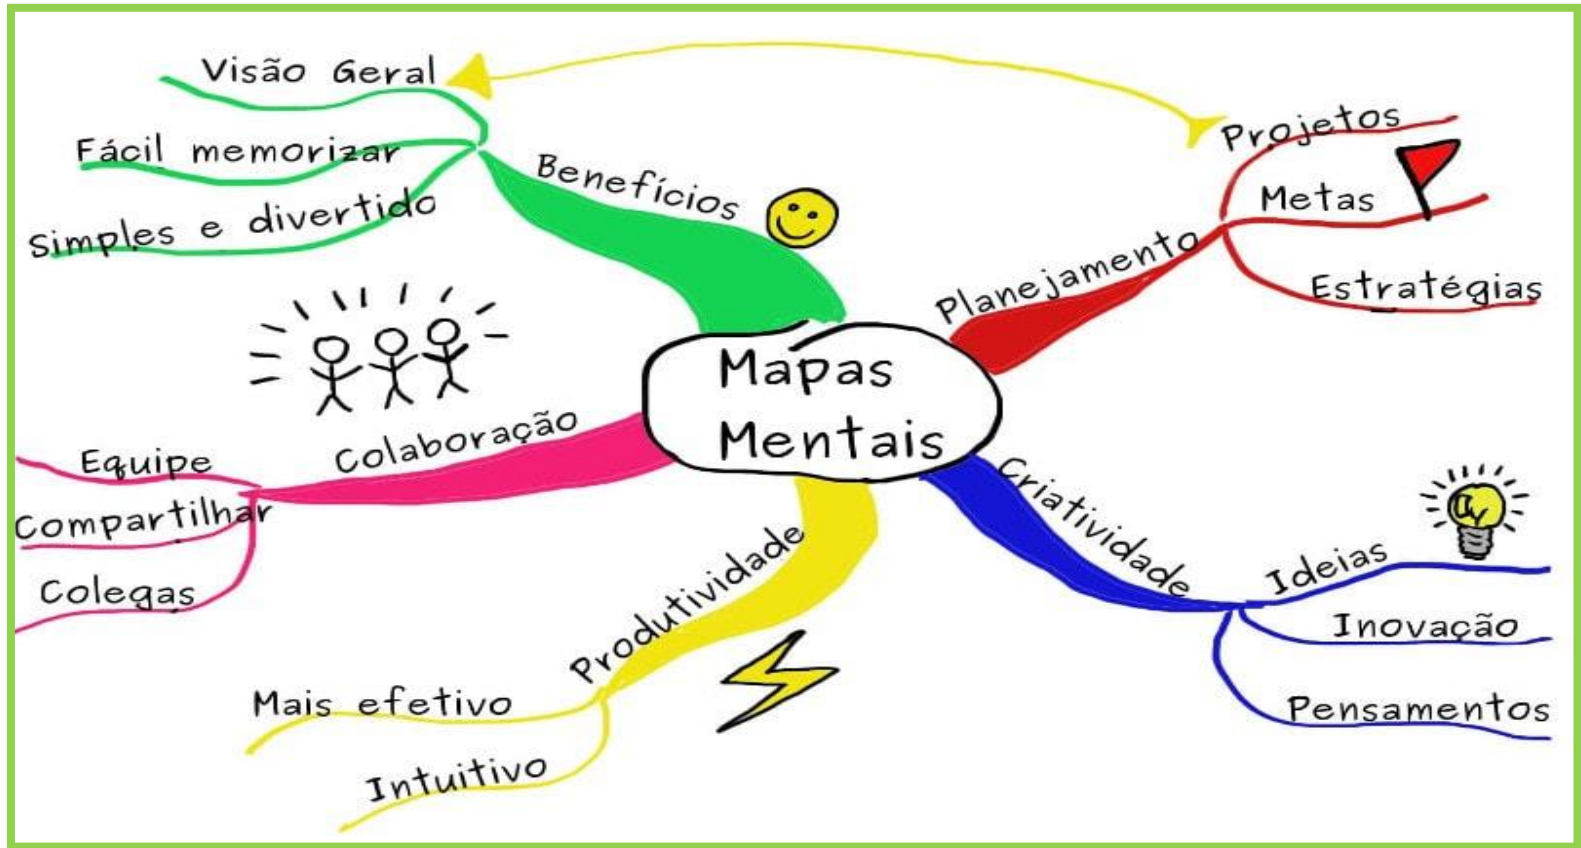 Mapas
Mentais
Benefícios
Visão Geral
Fácil memorizar
Simples e divertido
Planejamento
Projetos
Metas
Estratégias
Colaboração
Equipe
Compartilhar
Colegas
Criatividade
Ideias
Inovação
Pensamentos
Produtividade
Mais efetivo
Intuitivo